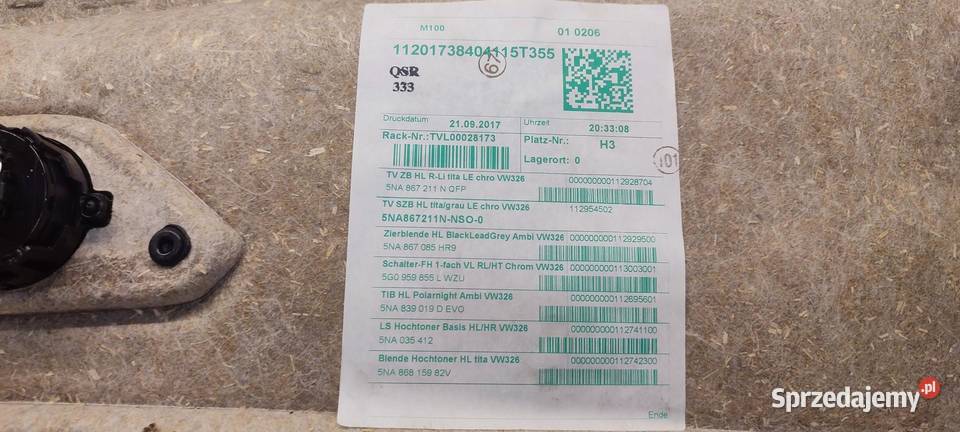 M100 01 0206
11201738404115T355
67
QSR
333
Druckdatum 21.09.2017 Uhrzeit 20:33:08
Rack-Nr.:TVL00028173 Platz-Nr.: H3
Lagerort: 0
101
TV ZB HL R-Li tita LE chro VW326 000000000112928704
5NA 867 211 N QFP
TV SZB HL tita/grau LE chro VW326 112954502
5NA867211N-NSO-0
Zierblende HL BlackLeadGrey Ambi VW326 000000000112929500
5NA 867 085 HR9
Schalter-FH 1-fach VL RL/HT Chrom VW326 000000000113003001
5G0 959 855 L WZU
TIB HL Polarnight Ambi VW326 000000000112695601
5NA 839 019 D EVO
LS Hochtoner Basis HL/HR VW326 000000000112741100
5NA 035 412
Blende Hochtoner HL tita VW326 000000000112742300
5NA 868 159 82V
Ende
Sprzedajemy.pl